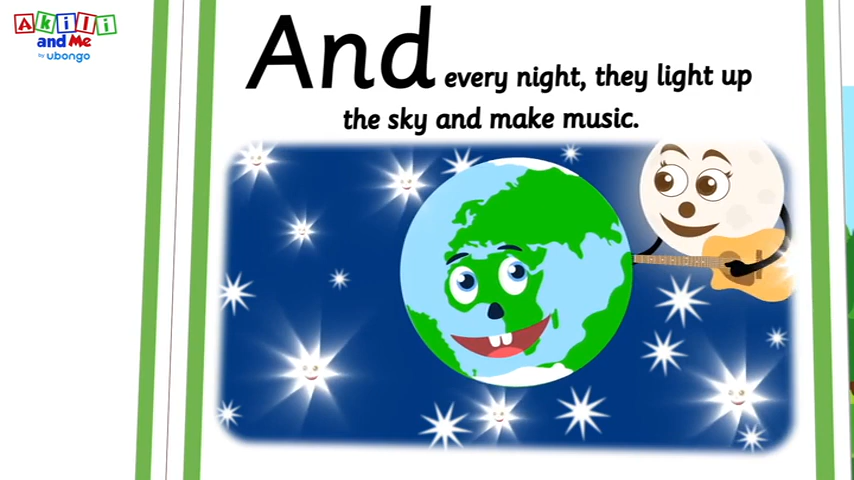 Akili
and Me
by ubongo
And every night, they light up
the sky and make music.